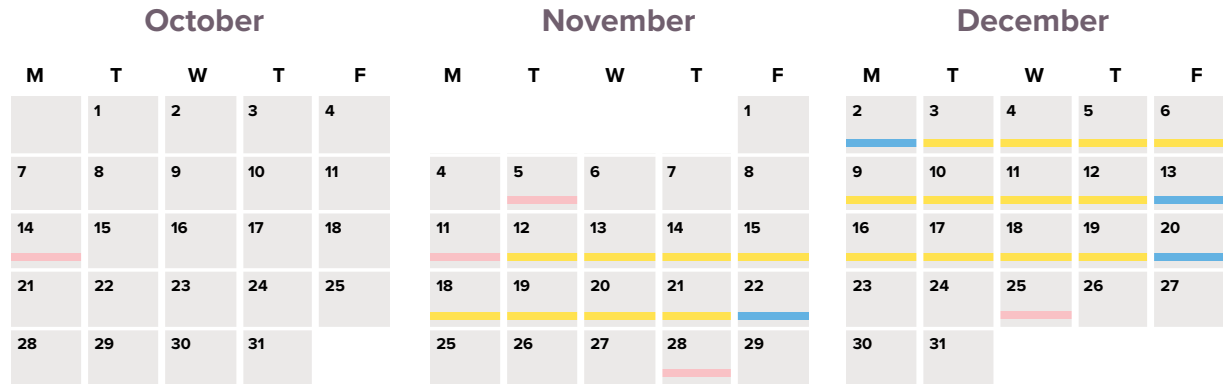 October
M T W T F
1 2 3 4
7 8 9 10 11
14 15 16 17 18
21 22 23 24 25
28 29 30 31
November
M T W T F
1
4 5 6 7 8
11 12 13 14 15
18 19 20 21 22
25 26 27 28 29
December
M T W T F
2 3 4 5 6
9 10 11 12 13
16 17 18 19 20
23 24 25 26 27
30 31